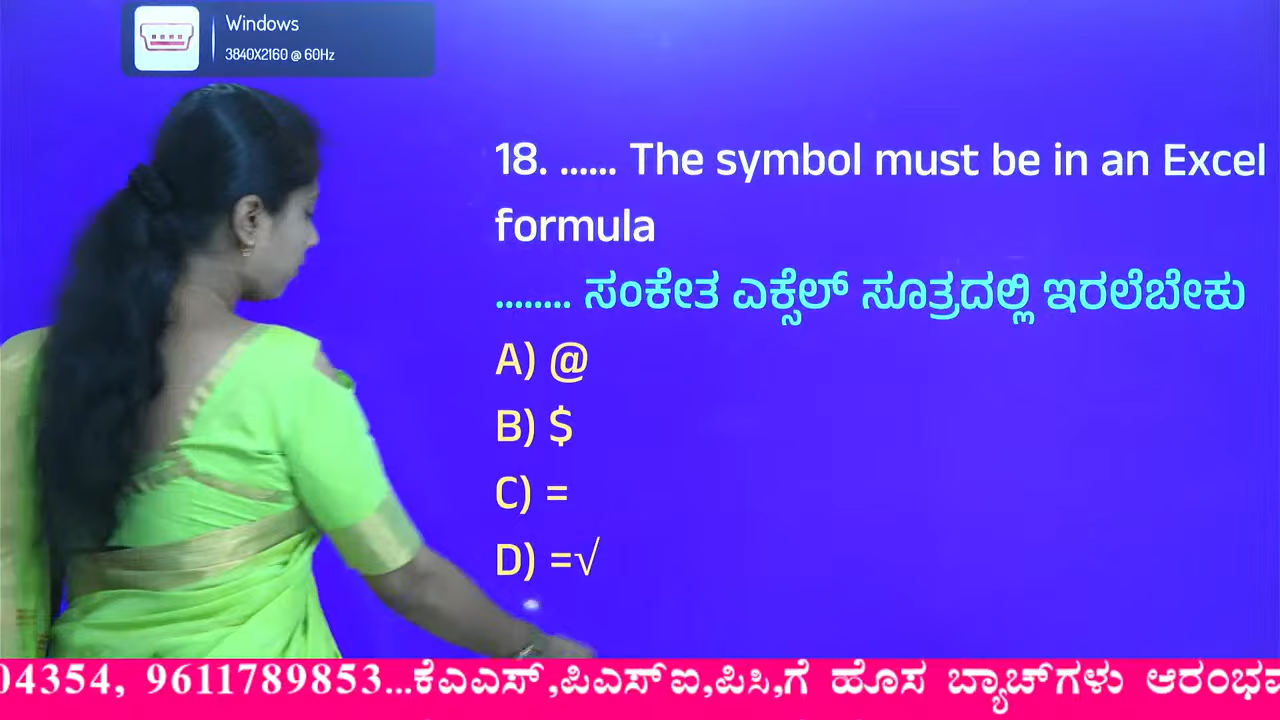 Windows
3840X2160 @ 60Hz
18. ...... The symbol must be in an Excel
formula
........ ಸಂಕೇತ ಎಕ್ಸೆಲ್ ಸೂತ್ರದಲ್ಲಿ ಇರಲೆಬೇಕು
A) @
B) $
C) =
D) =√
04354, 9611789853...ಕೆಎಎಸ್,ಪಿಎಸ್ಐ,ಪಿಸಿ,ಗೆ ಹೊಸ ಬ್ಯಾಚ್‌ಗಳು